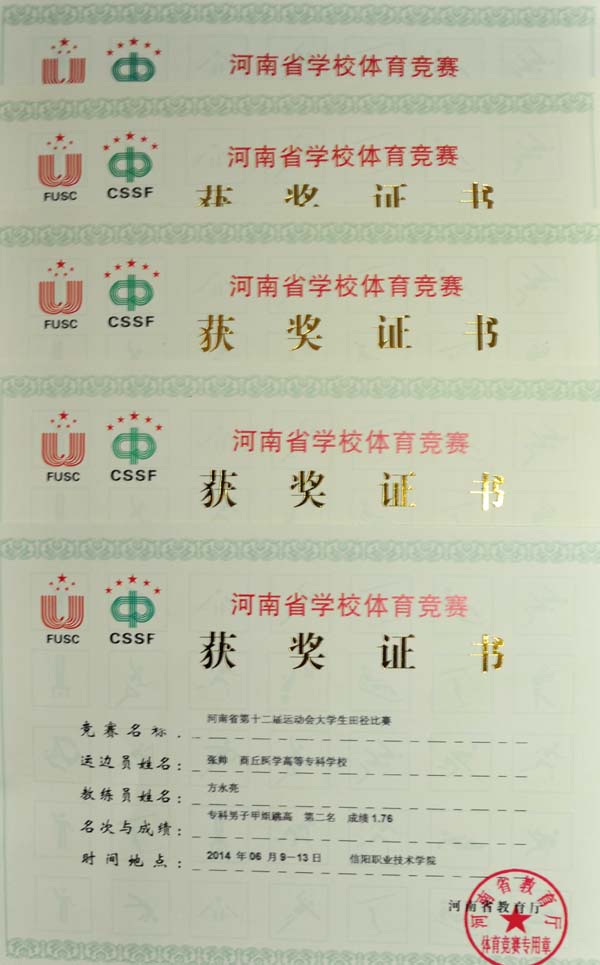 河南省学校体育竞赛
河南省学校体育竞赛
FUSC CSSF
获奖证书
河南省学校体育竞赛
FUSC CSSF
获奖证书
河南省学校体育竞赛
FUSC CSSF
获奖证书
河南省学校体育竞赛
FUSC CSSF
获奖证书
竞赛名称: 河南省第十二届运动会大学生田径比赛
运边员姓名: 张帅 商丘医学高等专科学校
教练员姓名: 方永亮
名次与成绩: 专科男子甲组跳高 第二名 成绩1.76
时间地点: 2014 年 06 月 9-13 日 信阳职业技术学院
河南省教育厅
河南省教育厅
体育竞赛专用章